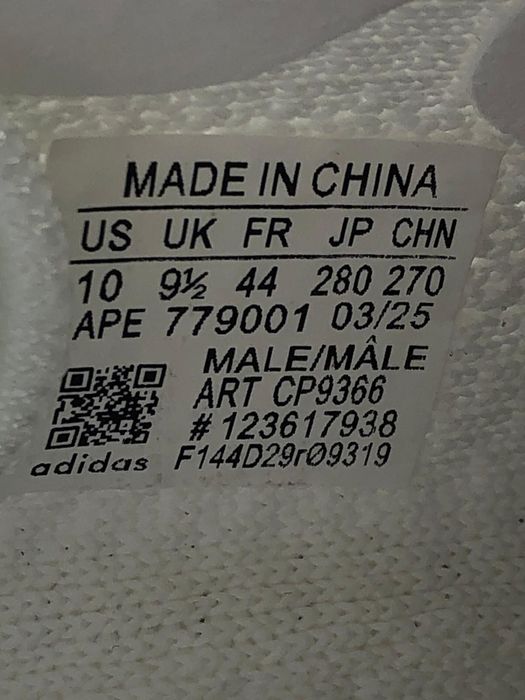 MADE IN CHINA
US UK FR JP CHN
10 9½ 44 280 270
APE 779001 03/25
MALE/MÂLE
ART CP9366
# 123617938
adidas F144D29rØ9319